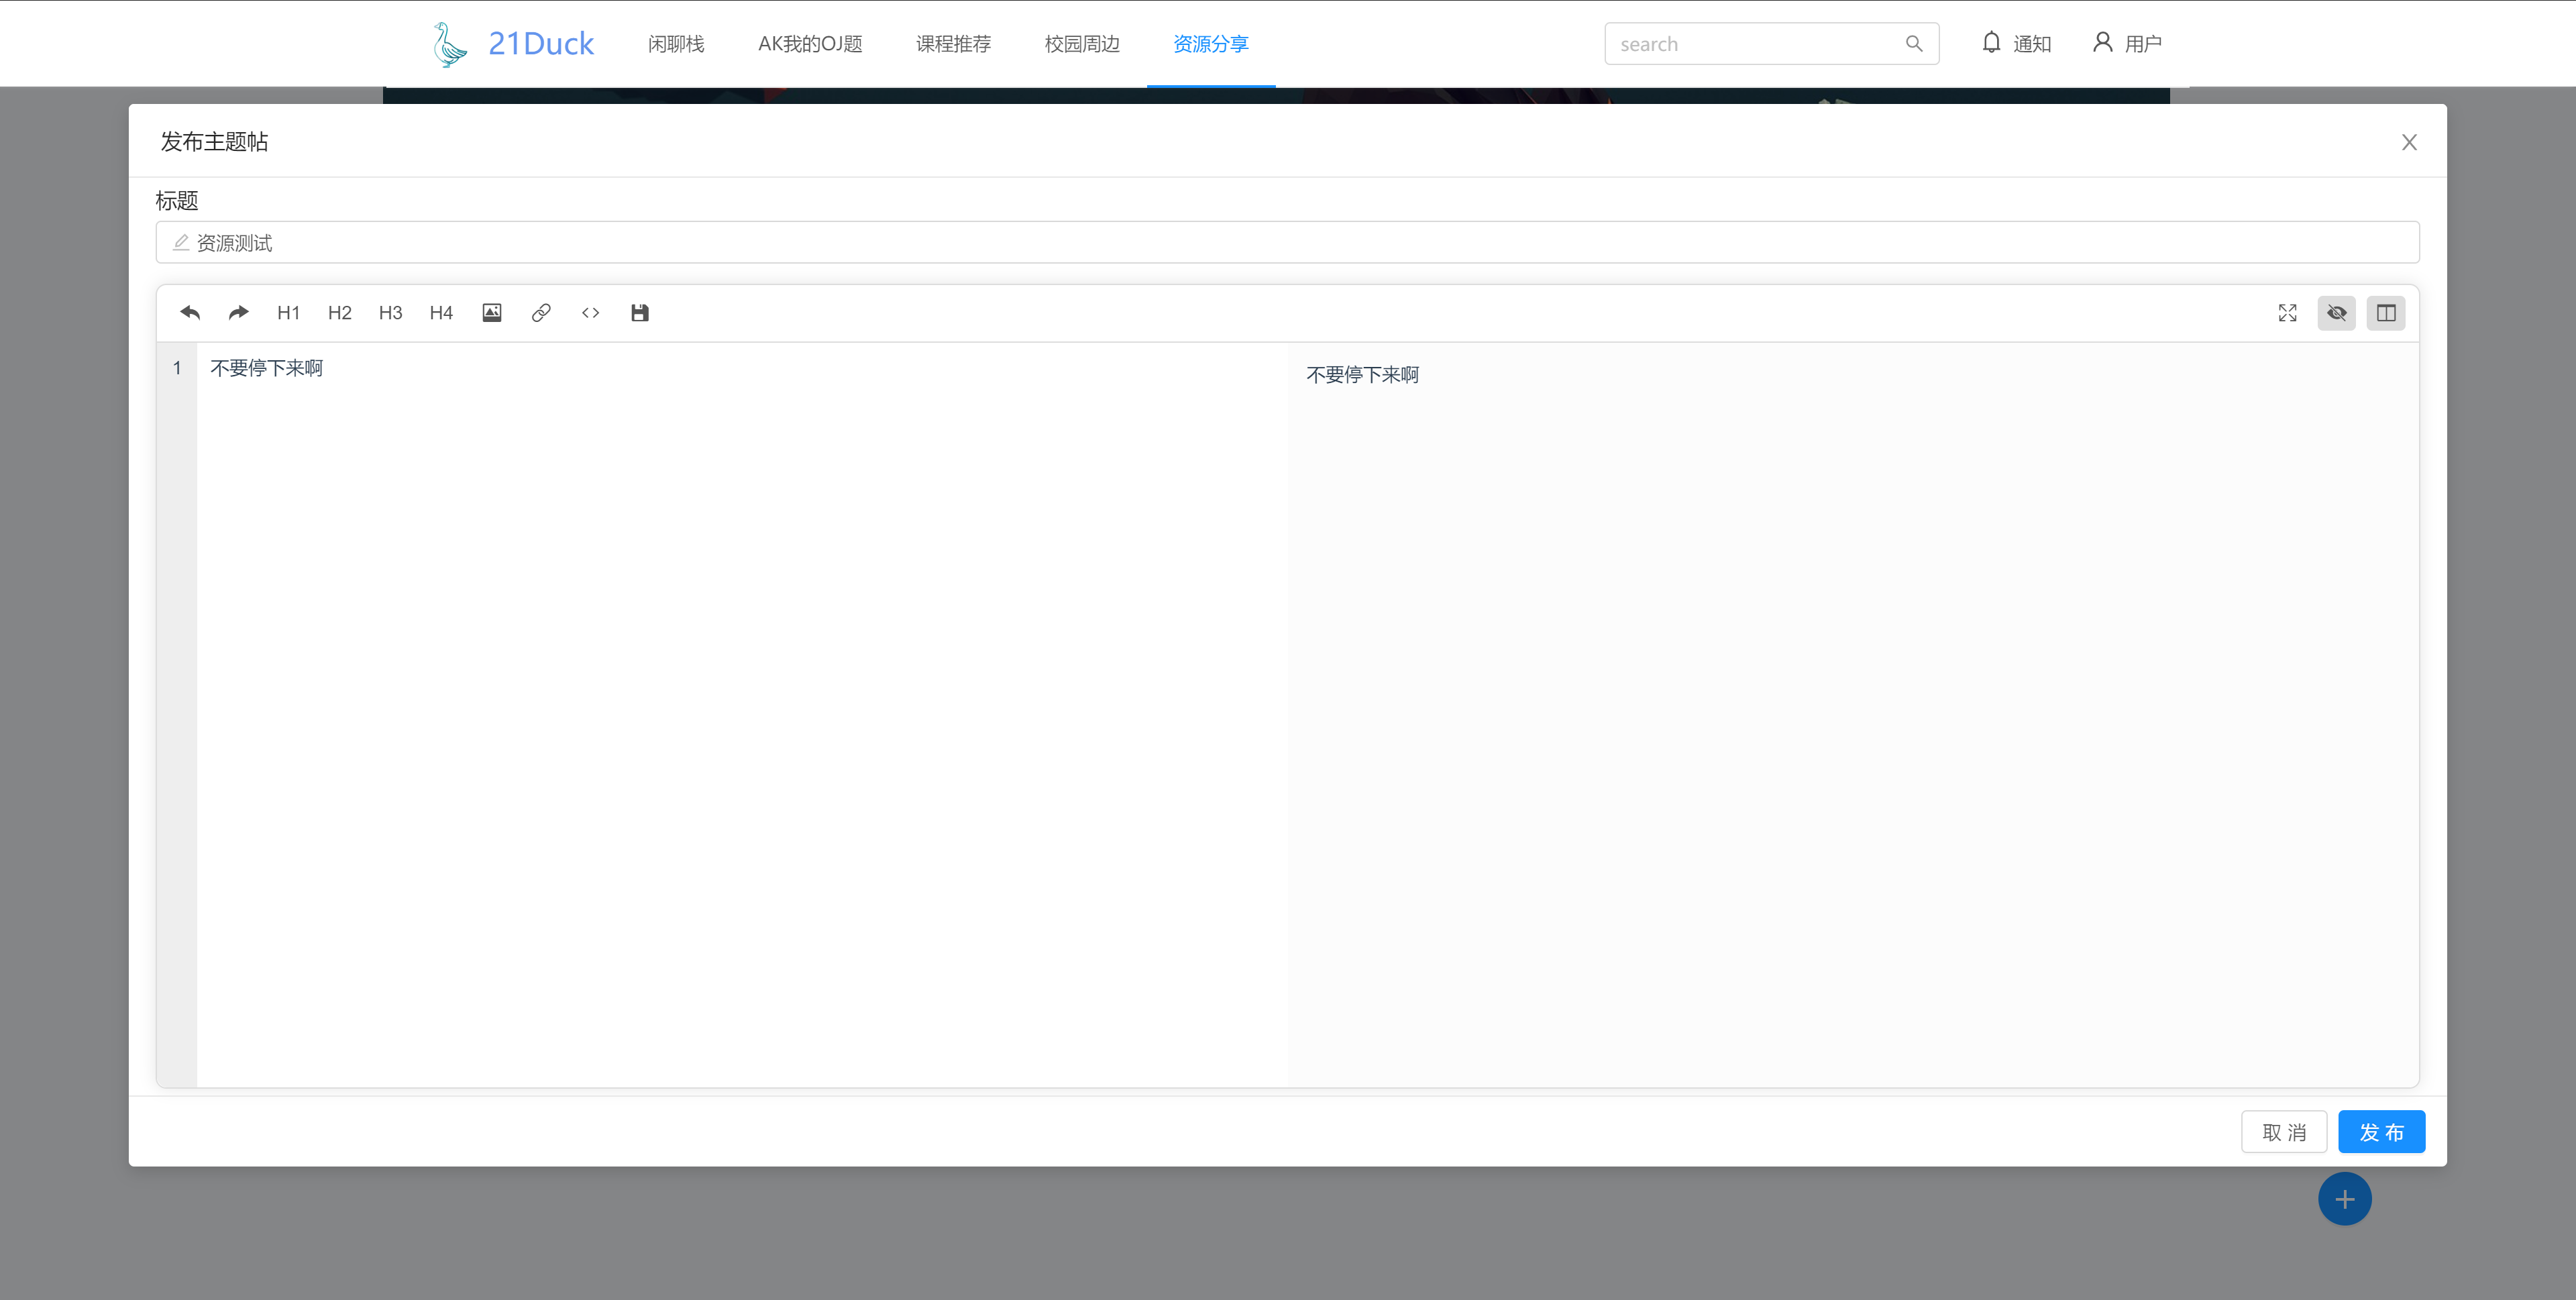 21Duck 闲聊栈 AK我的OJ题 课程推荐 校园周边 资源分享 search 通知 用户
发布主题帖
标题
资源测试
H1 H2 H3 H4
1 不要停下来啊 不要停下来啊
取 消 发 布